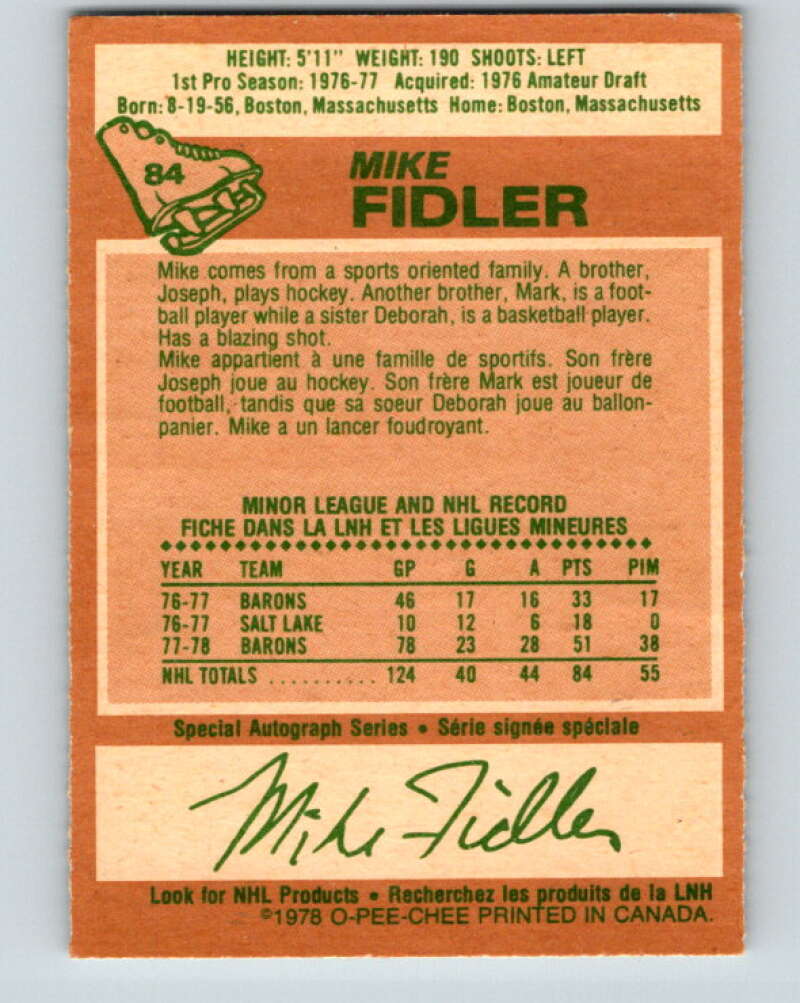 HEIGHT: 5'11" WEIGHT: 190 SHOOTS: LEFT
1st Pro Season: 1976-77 Acquired: 1976 Amateur Draft
Born: 8-19-56, Boston, Massachusetts Home: Boston, Massachusetts
84
MIKE
FIDLER
Mike comes from a sports oriented family. A brother,
Joseph, plays hockey. Another brother, Mark, is a foot-
ball player while a sister Deborah, is a basketball player.
Has a blazing shot.
Mike appartient à une famille de sportifs. Son frère
Joseph joue au hockey. Son frère Mark est joueur de
football, tandis que sa soeur Deborah joue au ballon-
panier. Mike a un lancer foudroyant.
MINOR LEAGUE AND NHL RECORD
FICHE DANS LA LNH ET LES LIGUES MINEURES
YEAR TEAM GP G A PTS PIM
76-77 BARONS 46 17 16 33 17
76-77 SALT LAKE 10 12 6 18 0
77-78 BARONS 78 23 28 51 38
NHL TOTALS .......... 124 40 44 84 55
Special Autograph Series • Série signée spéciale
Mike Fidler
Look for NHL Products • Recherchez les produits de la LNH
©1978 O-PEE-CHEE PRINTED IN CANADA.